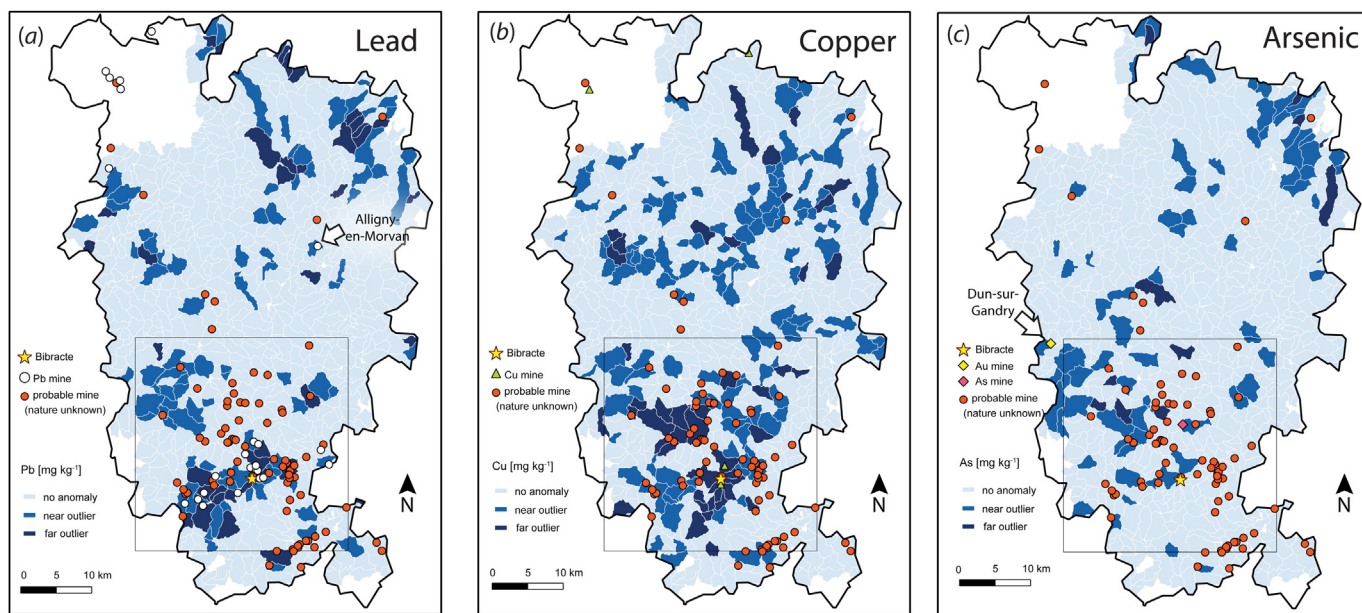 (a)
Lead
Alligny-
en-Morvan
Bibracte
Pb mine
probable mine
(nature unknown)
Pb [mg kg⁻¹]
no anomaly
near outlier
far outlier
N
0 5 10 km
(b)
Copper
Bibracte
Cu mine
probable mine
(nature unknown)
Cu [mg kg⁻¹]
no anomaly
near outlier
far outlier
N
0 5 10 km
(c)
Arsenic
Dun-sur-
Gandry
Bibracte
Au mine
As mine
probable mine
(nature unknown)
As [mg kg⁻¹]
no anomaly
near outlier
far outlier
N
0 5 10 km